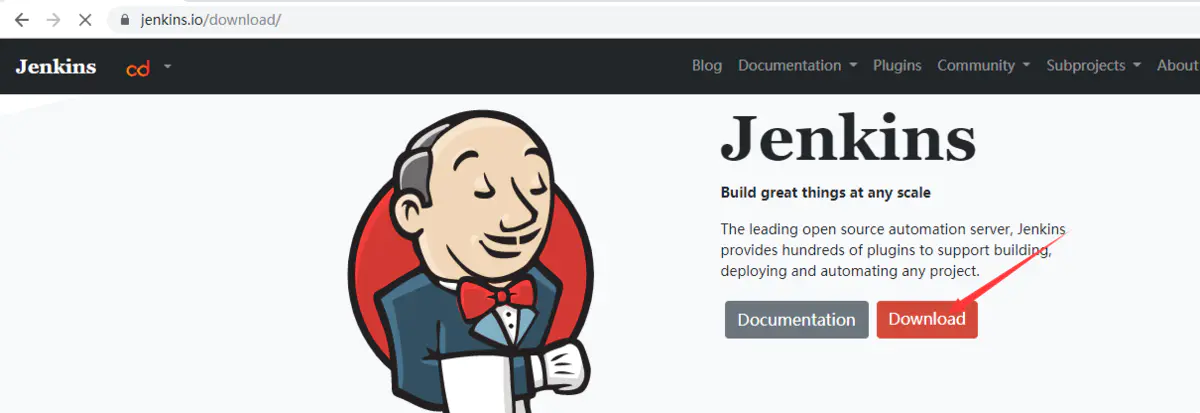 jenkins.io/download/
Jenkins cd Blog Documentation Plugins Community Subprojects About
Jenkins
Build great things at any scale
The leading open source automation server, Jenkins
provides hundreds of plugins to support building,
deploying and automating any project.
Documentation Download